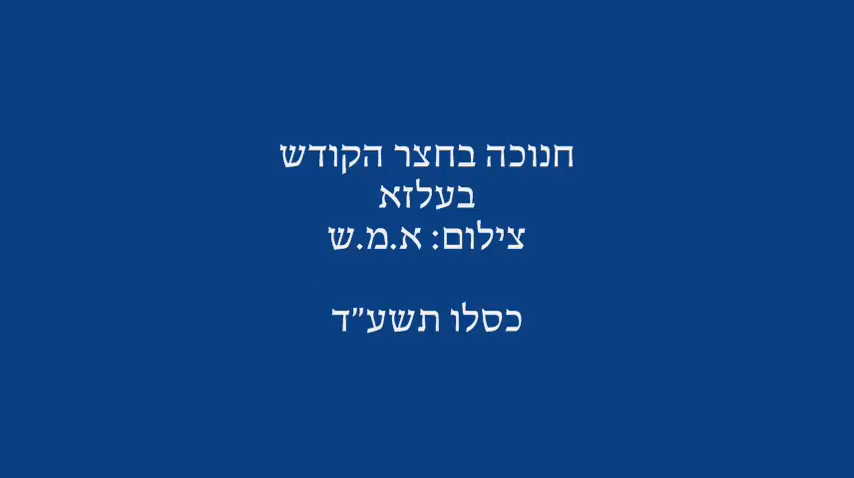 חנוכה בחצר הקודש
בעלזא
צילום: א.מ.ש
כסלו תשע״ד